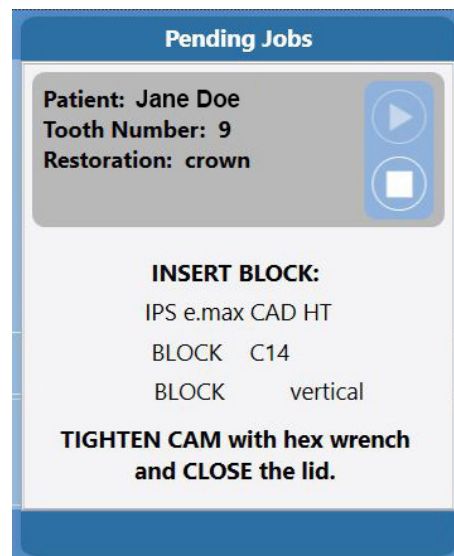 Pending Jobs
Patient: Jane Doe
Tooth Number: 9
Restoration: crown
INSERT BLOCK:
IPS e.max CAD HT
BLOCK C14
BLOCK vertical
TIGHTEN CAM with hex wrench
and CLOSE the lid.